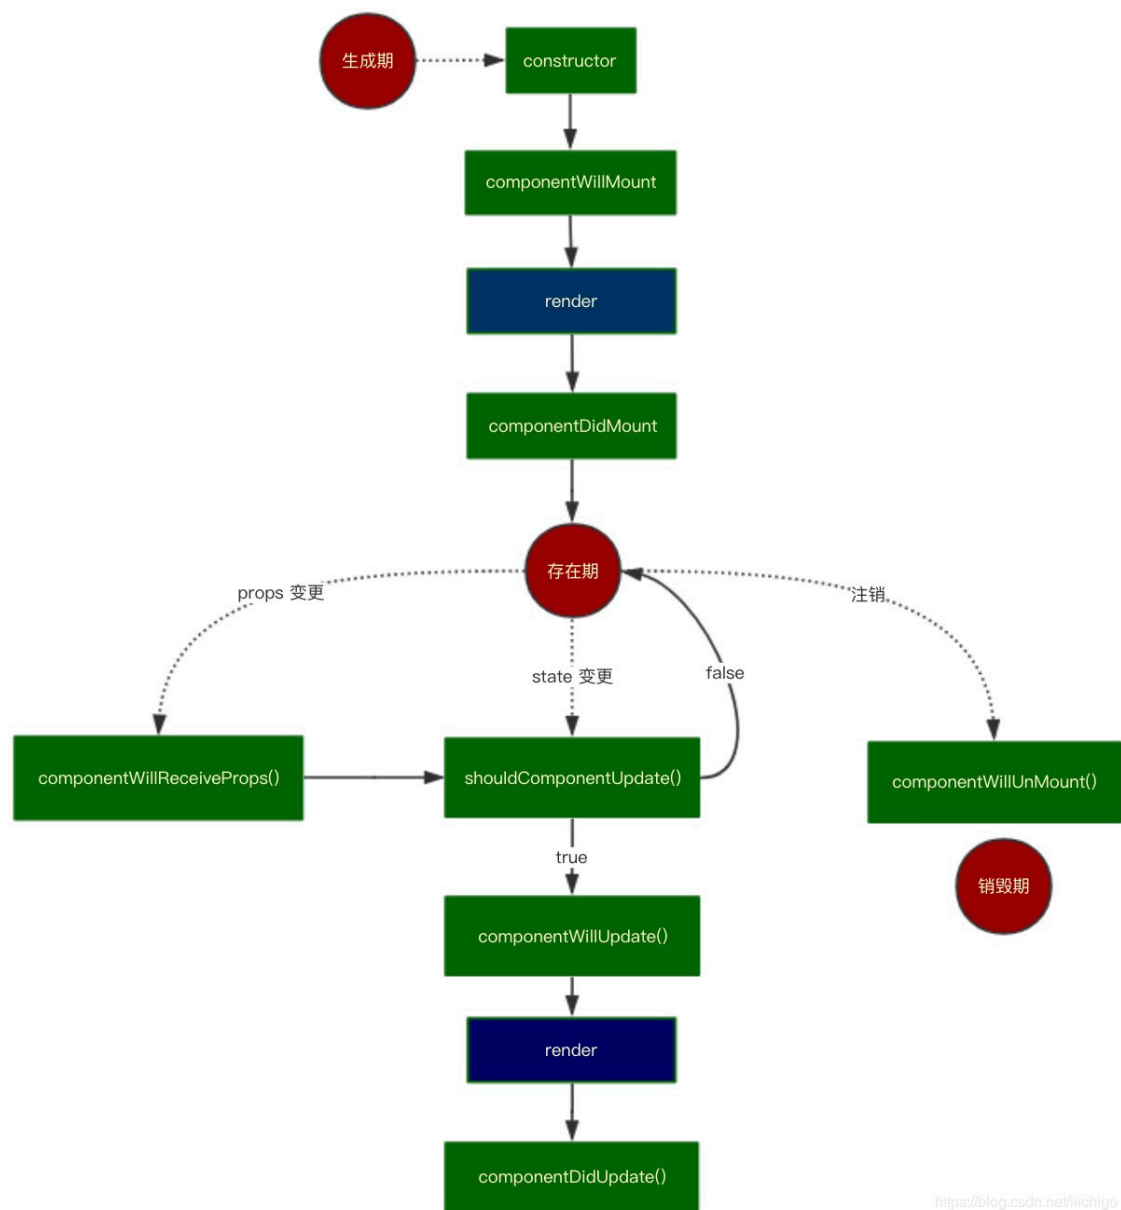 生成期
constructor
componentWillMount
render
componentDidMount
存在期
props 变更
注销
state 变更
false
componentWillReceiveProps()
shouldComponentUpdate()
componentWillUnMount()
true
销毁期
componentWillUpdate()
render
componentDidUpdate()
https://blog.csdn.net/iiichigo